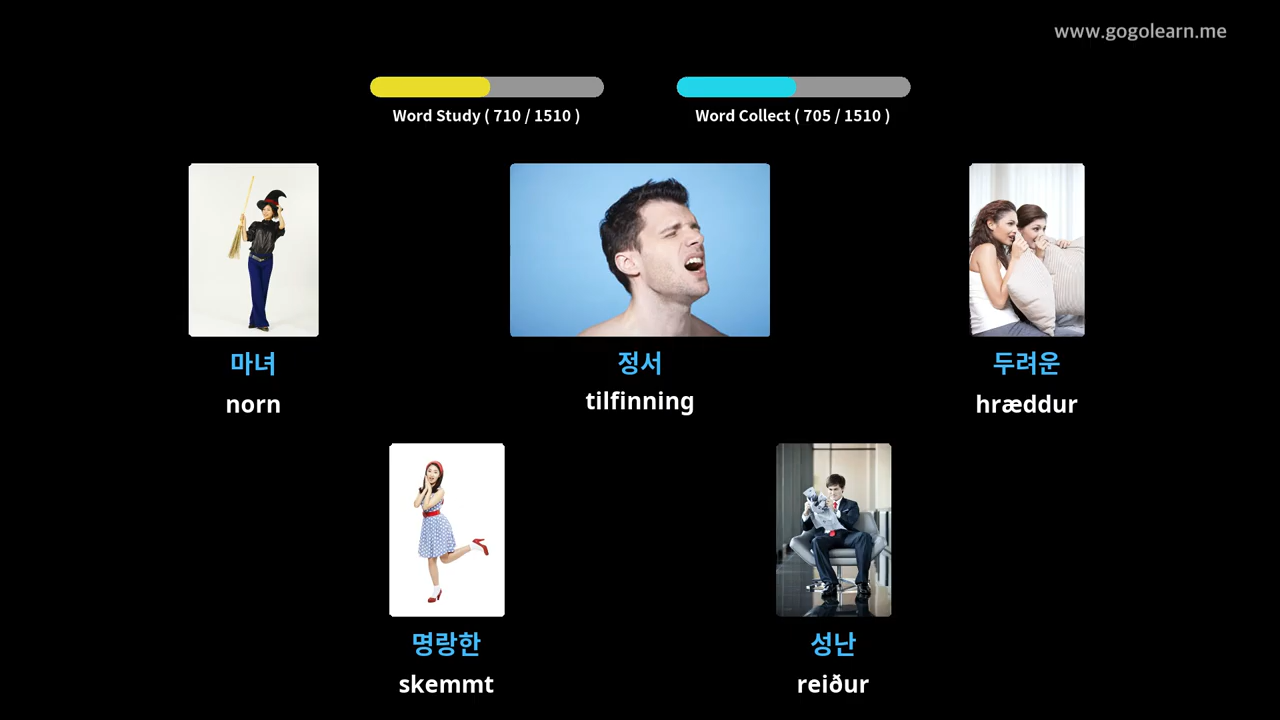 www.gogolearn.me
Word Study ( 710 / 1510 )
Word Collect ( 705 / 1510 )
마녀
norn
정서
tilfinning
두려운
hræddur
명랑한
skemmt
성난
reiður